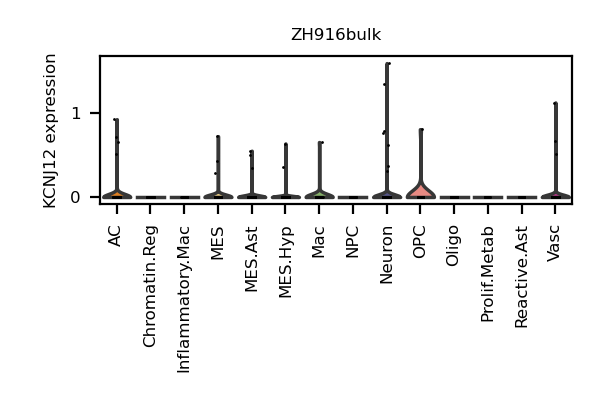 ZH916bulk
KCNJ12 expression
1
0
AC
Chromatin.Reg
Inflammatory.Mac
MES
MES.Ast
MES.Hyp
Mac
NPC
Neuron
OPC
Oligo
Prolif.Metab
Reactive.Ast
Vasc